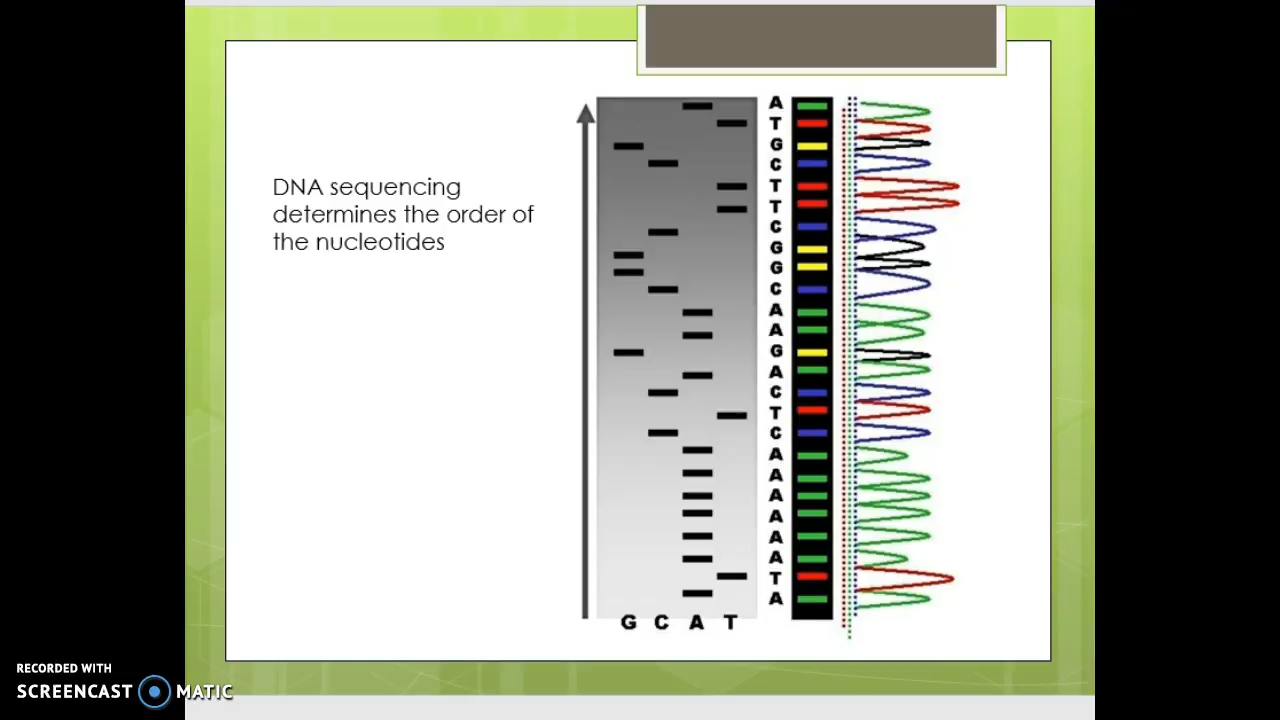 DNA sequencing
determines the order of
the nucleotides
A
T
G
C
T
T
C
G
G
C
A
A
G
A
C
T
C
A
A
A
A
A
A
T
A
G C A T
RECORDED WITH
SCREENCAST MATIC